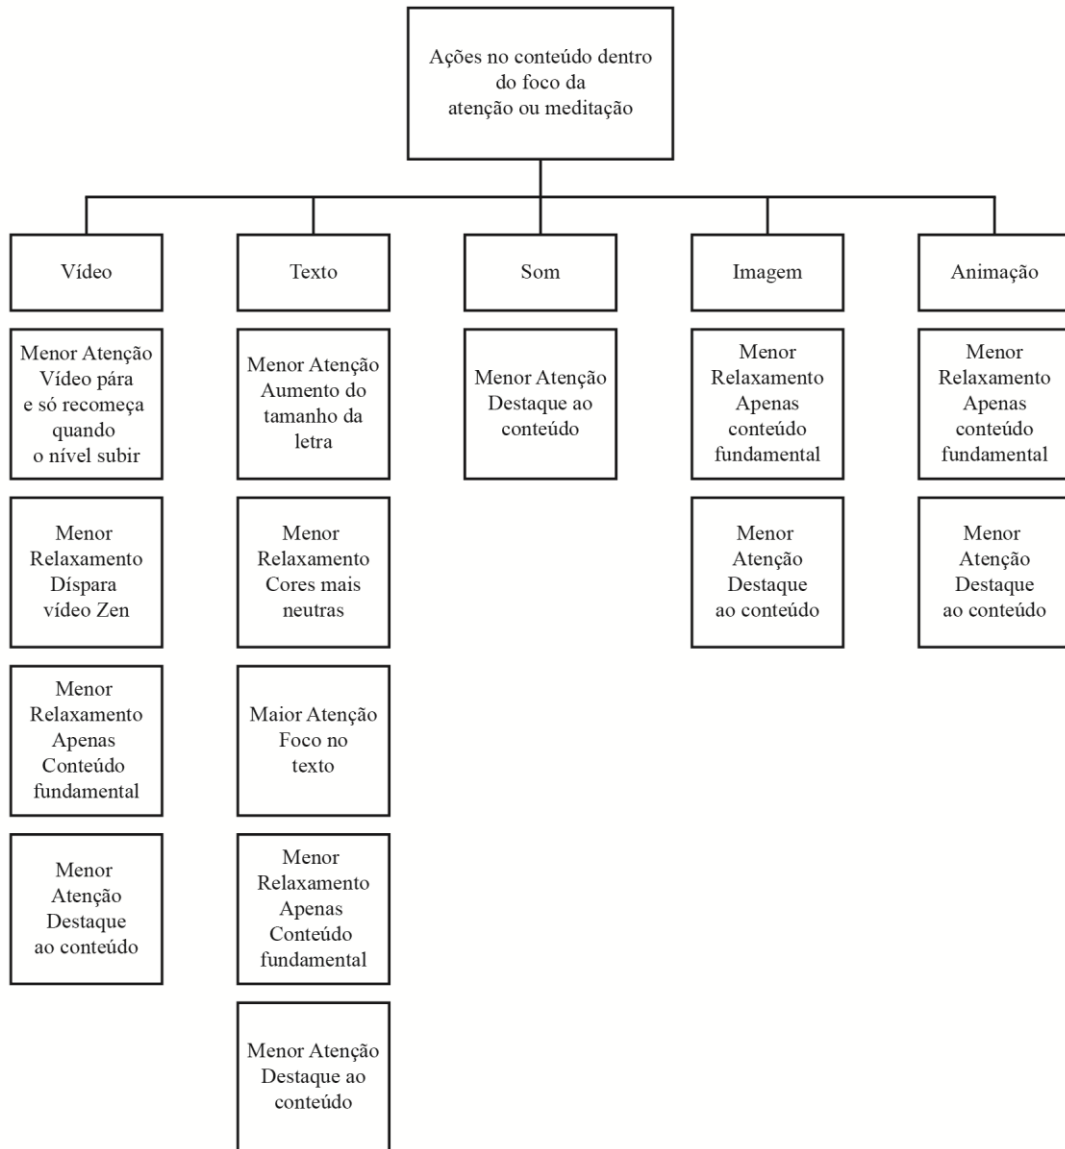 Ações no conteúdo dentro
do foco da
atenção ou meditação
Vídeo
Menor Atenção
Vídeo pára
e só recomeça
quando
o nível subir
Menor
Relaxamento
Díspara
vídeo Zen
Menor
Relaxamento
Apenas
Conteúdo
fundamental
Menor
Atenção
Destaque
ao conteúdo
Texto
Menor Atenção
Aumento do
tamanho da
letra
Menor
Relaxamento
Cores mais
neutras
Maior Atenção
Foco no
texto
Menor
Relaxamento
Apenas
Conteúdo
fundamental
Menor Atenção
Destaque ao
conteúdo
Som
Menor Atenção
Destaque ao
conteúdo
Imagem
Menor
Relaxamento
Apenas
conteúdo
fundamental
Menor
Atenção
Destaque
ao conteúdo
Animação
Menor
Relaxamento
Apenas
conteúdo
fundamental
Menor
Atenção
Destaque
ao conteúdo